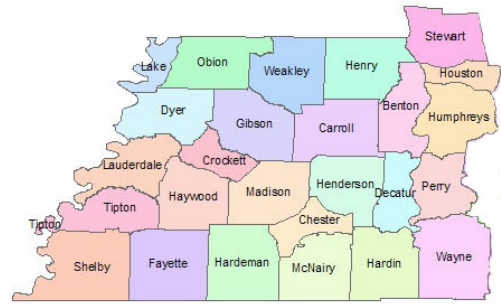 Stewart
Lake
Obion
Weakley
Henry
Houston
Dyer
Gibson
Carroll
Benton
Humphreys
Lauderdale
Crockett
Haywood
Madison
Henderson
Decatur
Perry
Tipton
Tipton
Chester
Shelby
Fayette
Hardeman
McNairy
Hardin
Wayne